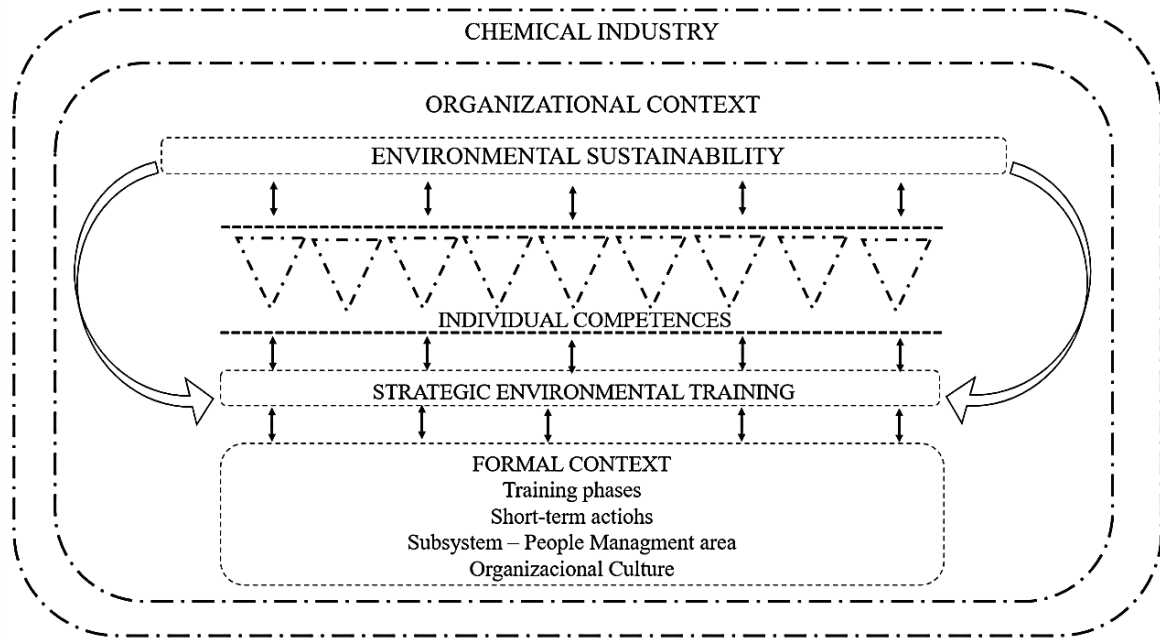 CHEMICAL INDUSTRY
ORGANIZATIONAL CONTEXT
ENVIRONMENTAL SUSTAINABILITY
INDIVIDUAL COMPETENCES
STRATEGIC ENVIRONMENTAL TRAINING
FORMAL CONTEXT
Training phases
Short-term actiohs
Subsystem – People Managment area
Organizacional Culture